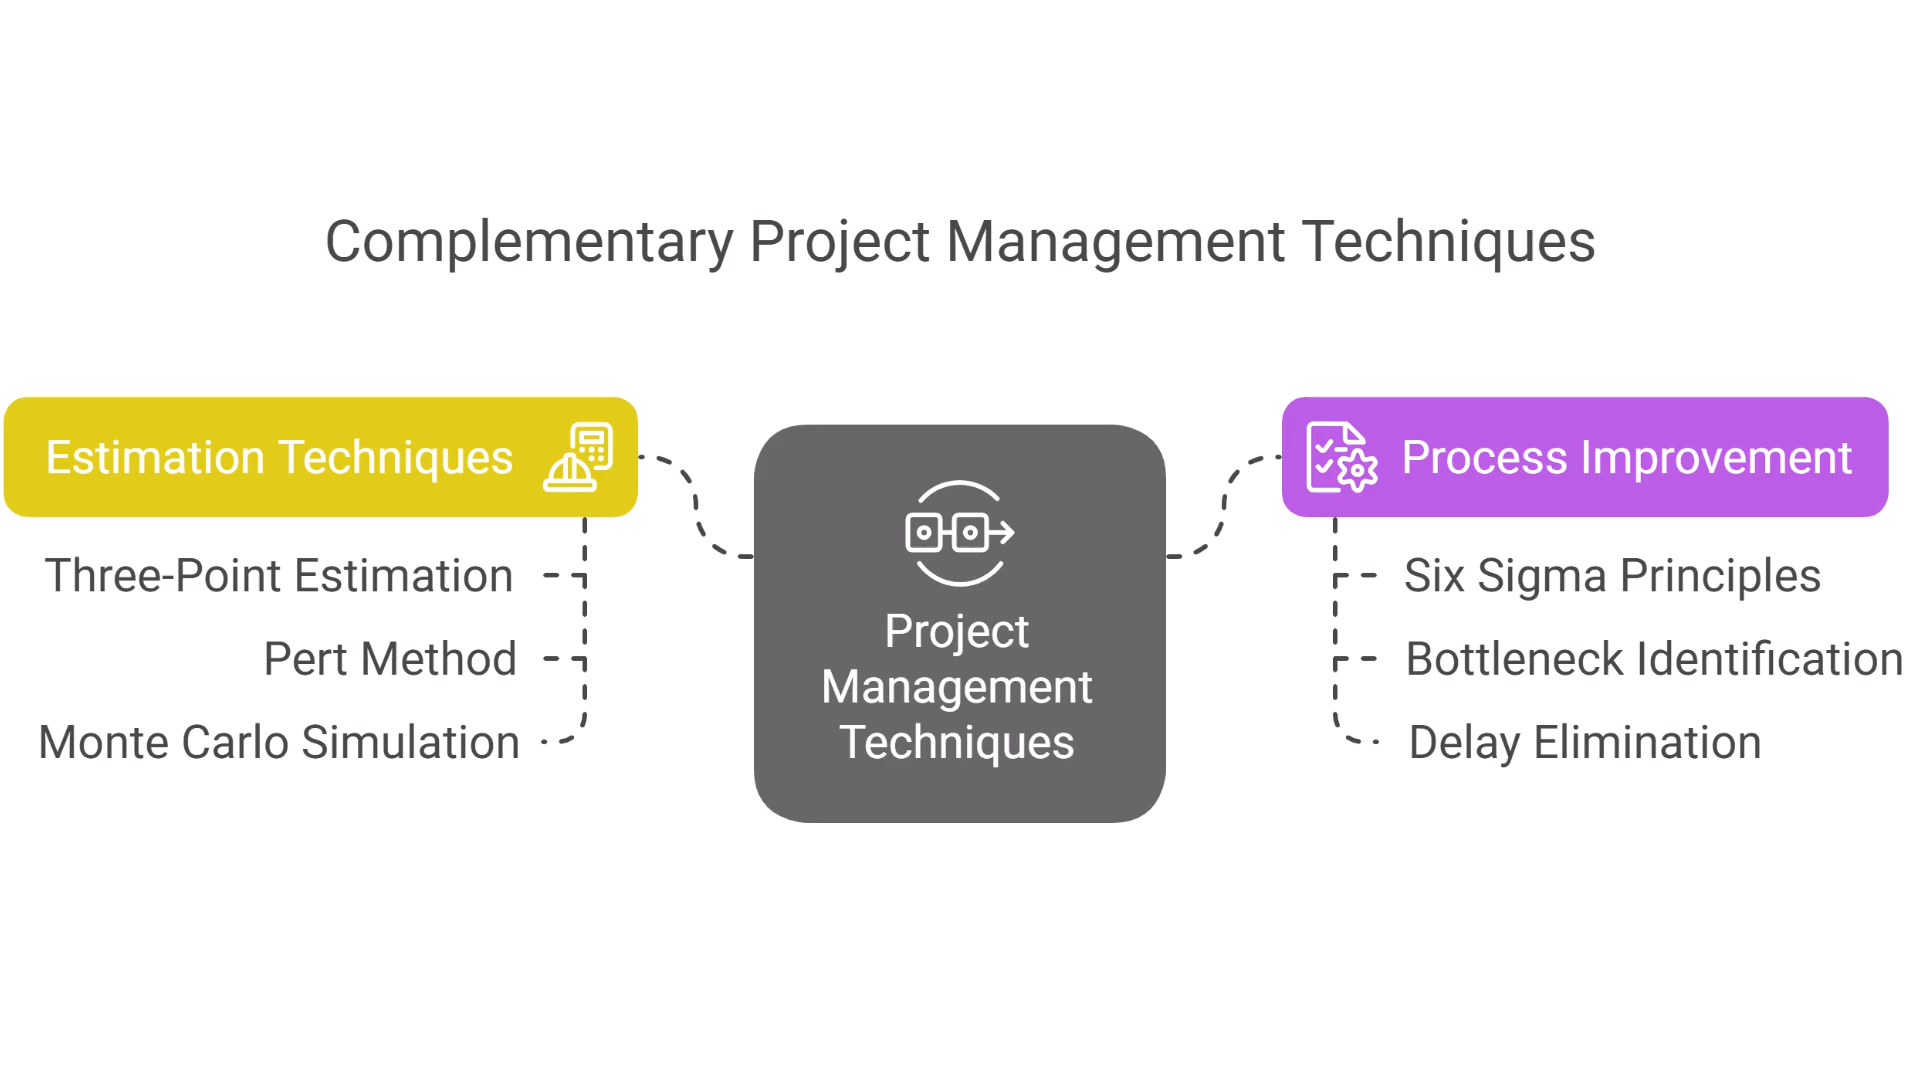 Complementary Project Management Techniques
Estimation Techniques
Three-Point Estimation
Pert Method
Monte Carlo Simulation
Project
Management
Techniques
Process Improvement
Six Sigma Principles
Bottleneck Identification
Delay Elimination